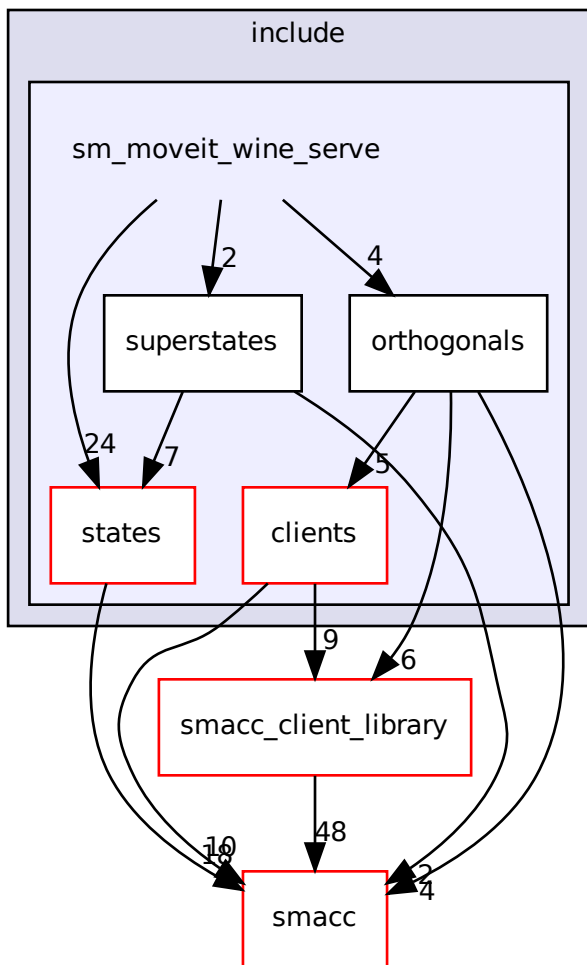 include
sm_moveit_wine_serve
2
4
superstates
orthogonals
24
7
5
states
clients
9
6
smacc_client_library
48
10
18
2
4
smacc